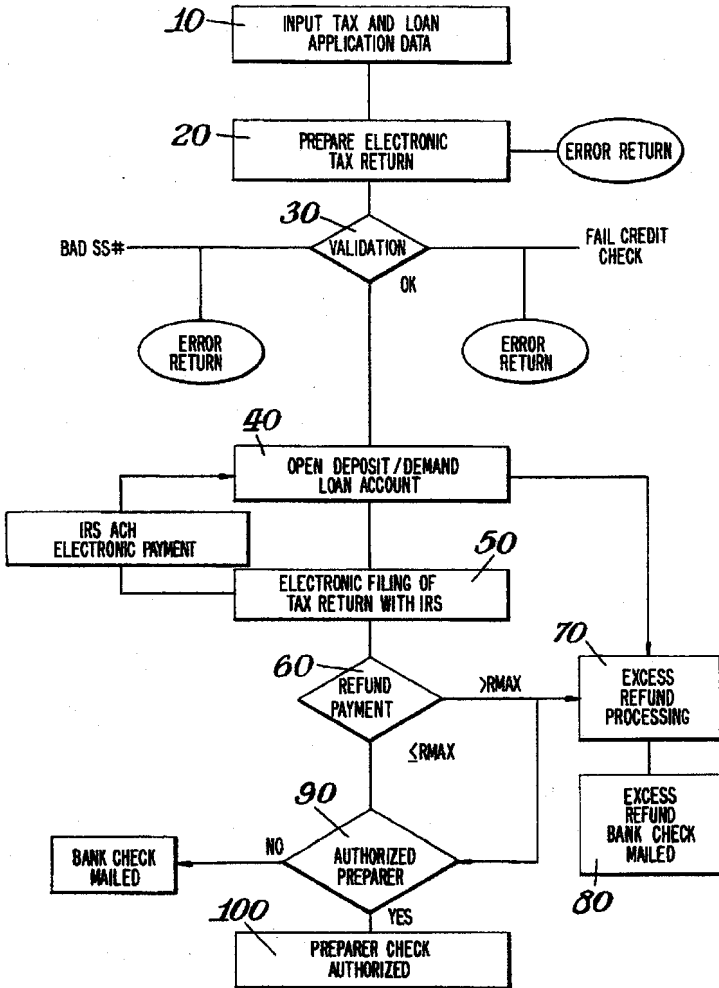 10
INPUT TAX AND LOAN
APPLICATION DATA
20
PREPARE ELECTRONIC
TAX RETURN
ERROR RETURN
30
VALIDATION
BAD SS#
FAIL CREDIT
CHECK
OK
ERROR
RETURN
ERROR
RETURN
40
OPEN DEPOSIT/DEMAND
LOAN ACCOUNT
IRS ACH
ELECTRONIC PAYMENT
50
ELECTRONIC FILING OF
TAX RETURN WITH IRS
60
REFUND
PAYMENT
>RMAX
≤RMAX
70
EXCESS
REFUND
PROCESSING
EXCESS
REFUND
BANK CHECK
MAILED
80
90
AUTHORIZED
PREPARER
NO
BANK CHECK
MAILED
YES
100
PREPARER CHECK
AUTHORIZED